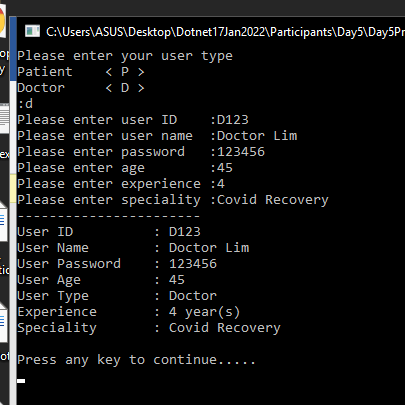 C:\Users\ASUS\Desktop\Dotnet17Jan2022\Participants\Day5\Day5Pr
Please enter your user type
Patient    < P >
Doctor     < D >
:d
Please enter user ID    :D123
Please enter user name  :Doctor Lim
Please enter password   :123456
Please enter age        :45
Please enter experience :4
Please enter speciality :Covid Recovery
-----------------------
User ID          : D123
User Name        : Doctor Lim
User Password    : 123456
User Age         : 45
User Type        : Doctor
Experience       : 4 year(s)
Speciality       : Covid Recovery
Press any key to continue.....